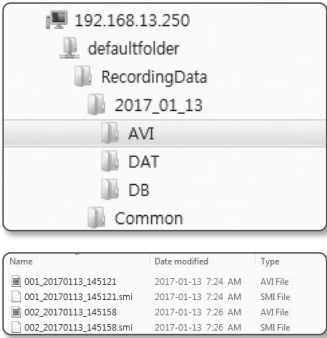 192.168.13.250
defaultfolder
RecordingData
2017_01_13
AVI
DAT
DB
Common
Name Date modified Type
001_20170113_145121 2017-01-13 7:24 AM AVI File
001_20170113_145121.smi 2017-01-13 7:24 AM SMI File
002_20170113_145158 2017-01-13 7:26 AM AVI File
002_20170113_145158.smi 2017-01-13 7:26 AM SMI File